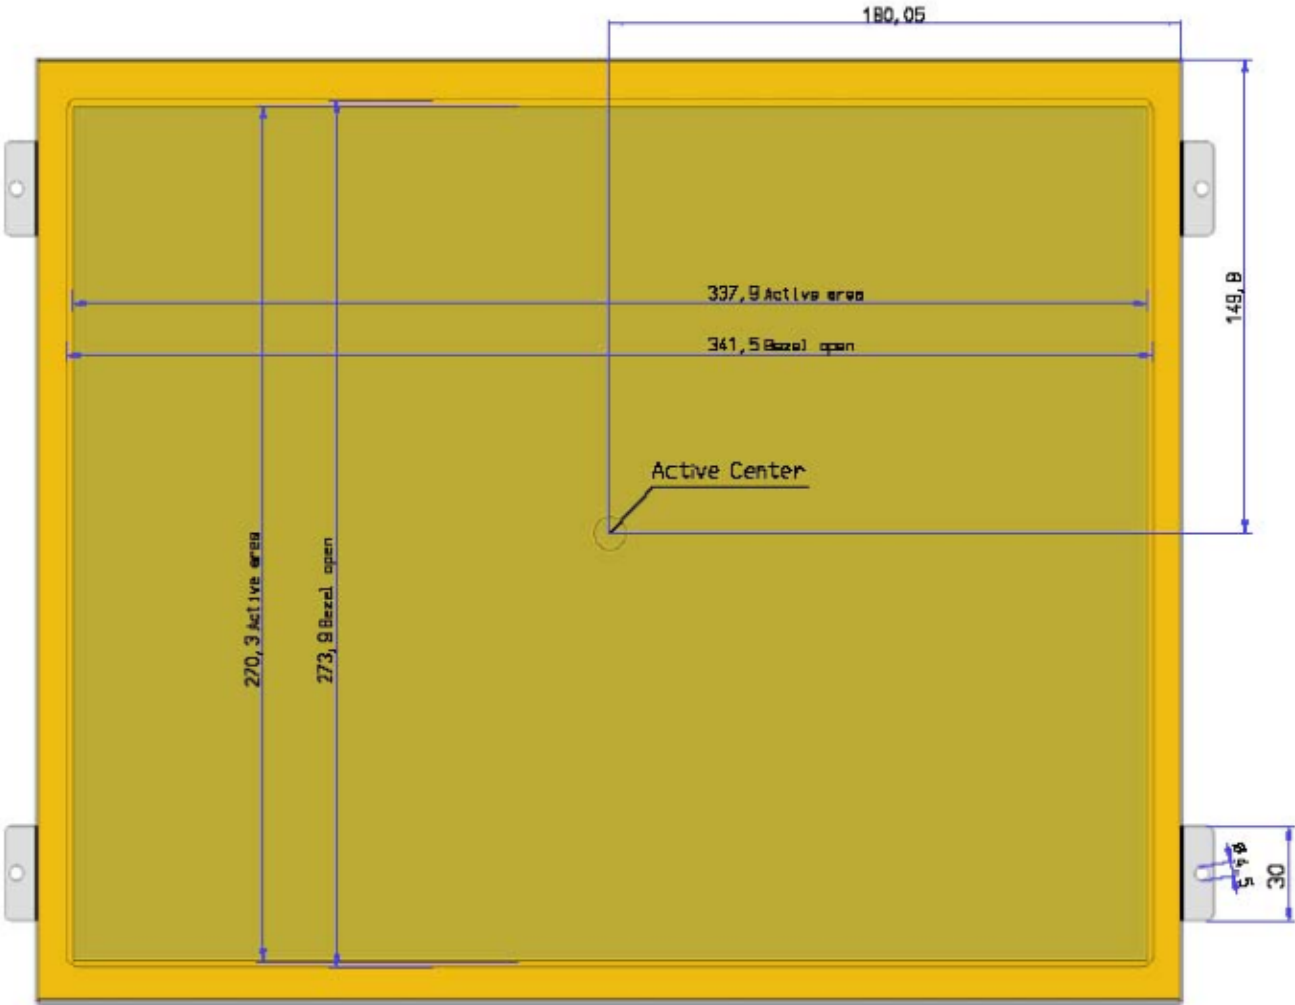 180,05
149,8
337,9 Active area
341,5 Bezel open
Active Center
270,3 Active area
273,9 Bezel open
Ø4,5
30